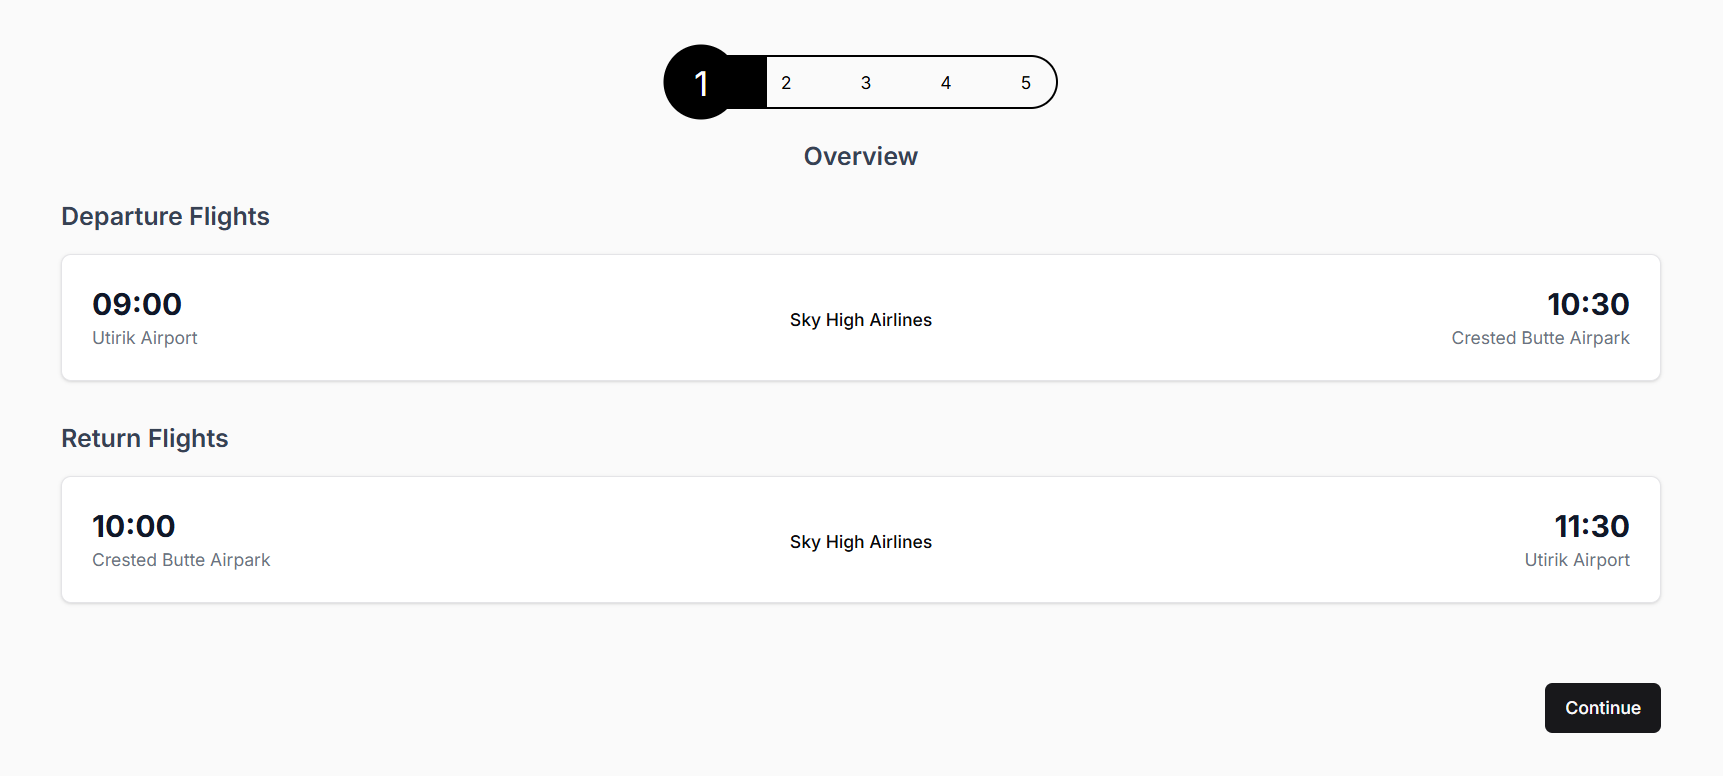 1 2 3 4 5
Overview
Departure Flights
09:00
Utirik Airport
Sky High Airlines
10:30
Crested Butte Airpark
Return Flights
10:00
Crested Butte Airpark
Sky High Airlines
11:30
Utirik Airport
Continue